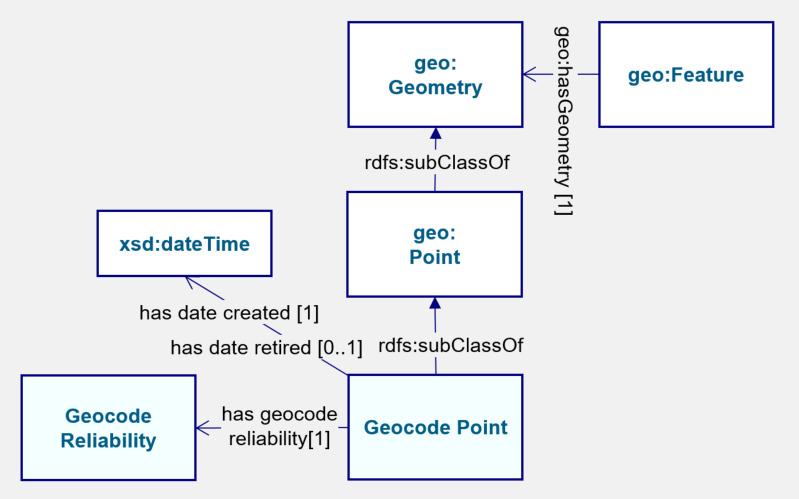 geo:
Geometry
geo:hasGeometry [1]
geo:Feature
rdfs:subClassOf
geo:
Point
xsd:dateTime
has date created [1]
has date retired [0..1]
rdfs:subClassOf
Geocode
Reliability
has geocode
reliability[1]
Geocode Point